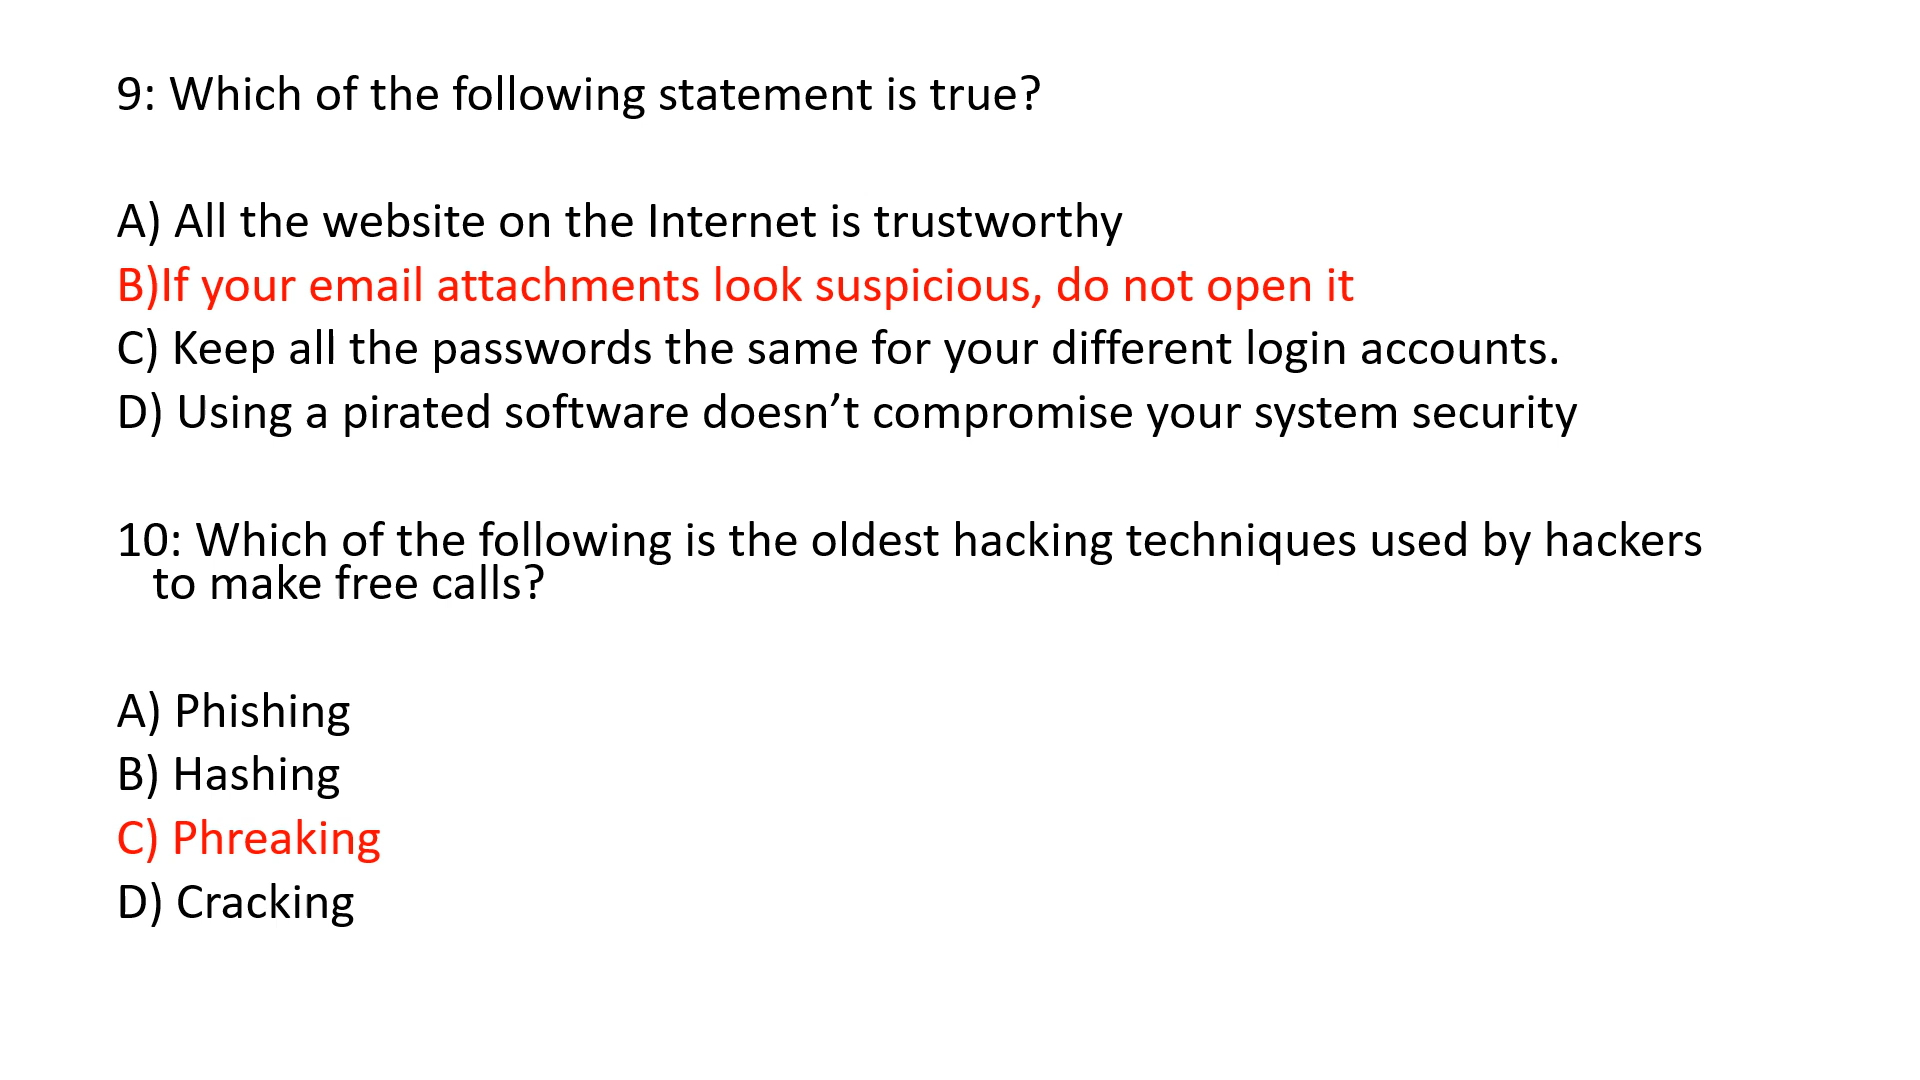 9: Which of the following statement is true?
A) All the website on the Internet is trustworthy
B)If your email attachments look suspicious, do not open it
C) Keep all the passwords the same for your different login accounts.
D) Using a pirated software doesn’t compromise your system security
10: Which of the following is the oldest hacking techniques used by hackers
to make free calls?
A) Phishing
B) Hashing
C) Phreaking
D) Cracking